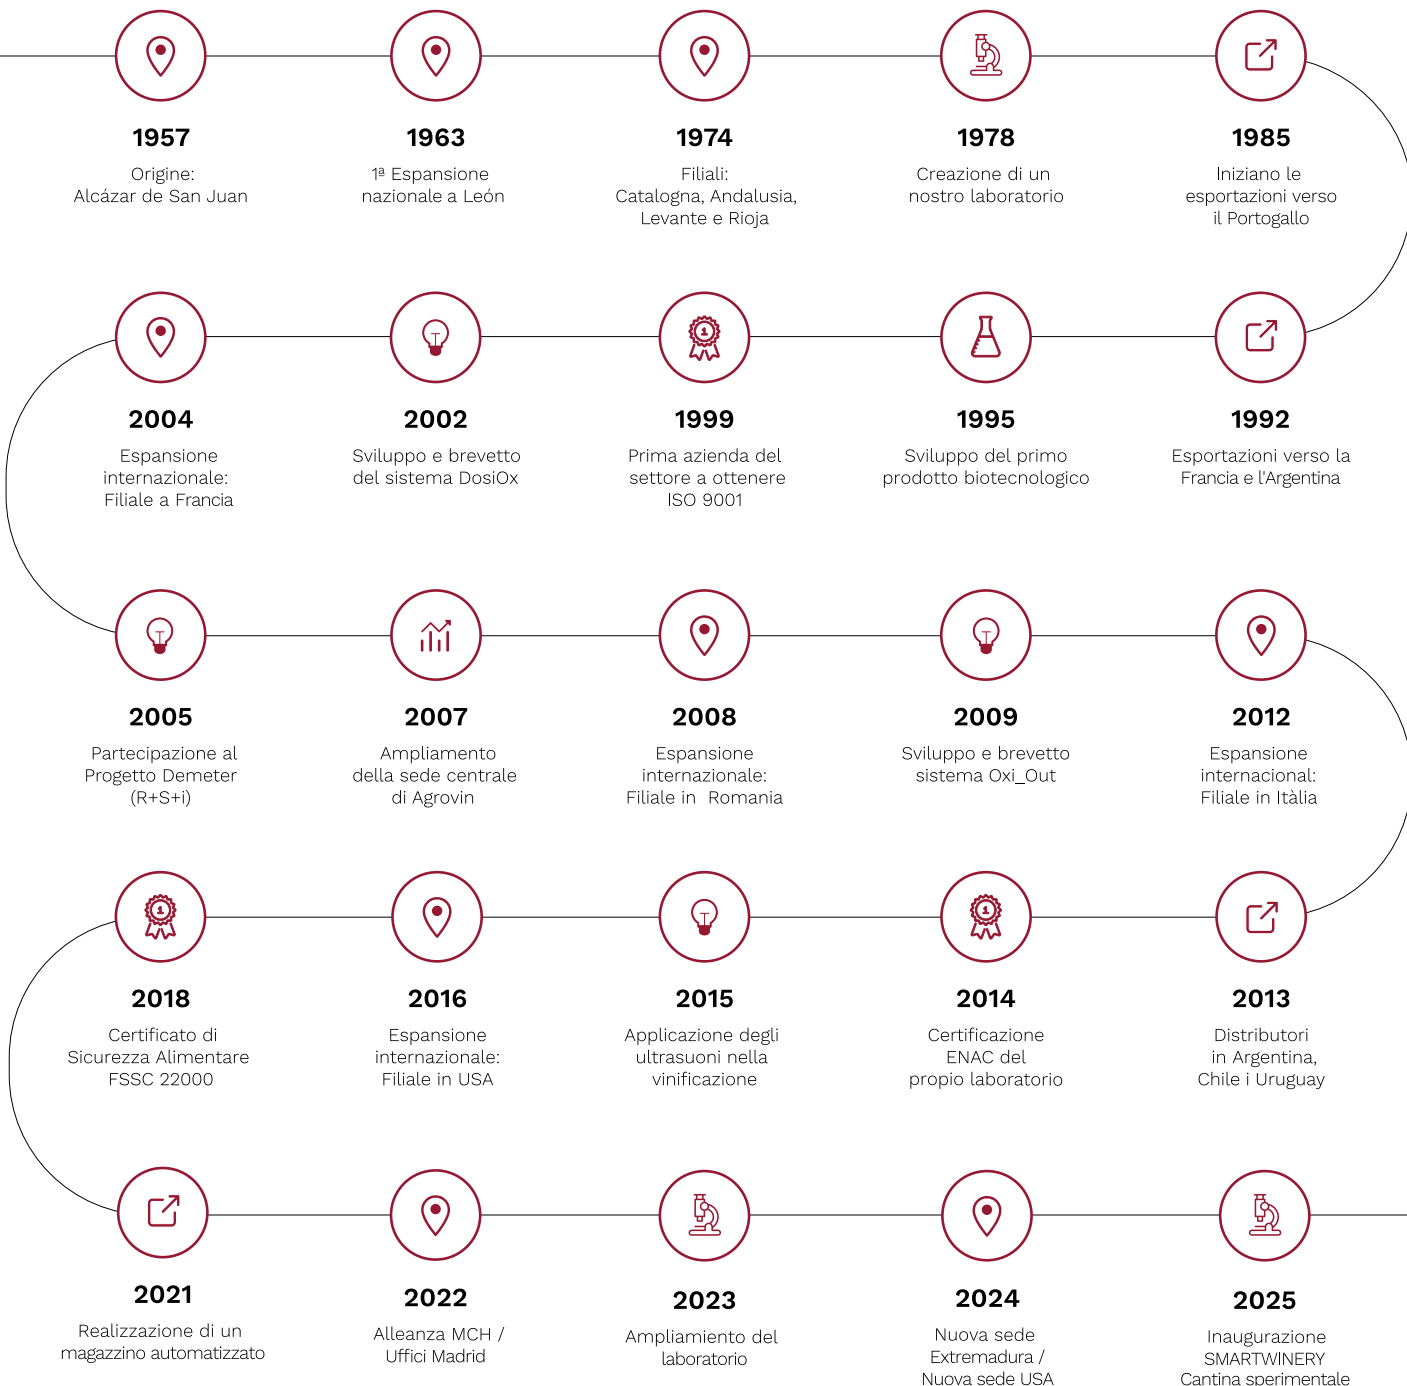 1957
Origine:
Alcázar de San Juan
1963
1ª Espansione
nazionale a León
1974
Filiali:
Catalogna, Andalusia,
Levante e Rioja
1978
Creazione di un
nostro laboratorio
1985
Iniziano le
esportazioni verso
il Portogallo
2004
Espansione
internazionale:
Filiale a Francia
2002
Sviluppo e brevetto
del sistema DosiOx
1999
Prima azienda del
settore a ottenere
ISO 9001
1995
Sviluppo del primo
prodotto biotecnologico
1992
Esportazioni verso la
Francia e l'Argentina
2005
Partecipazione al
Progetto Demeter
(R+S+i)
2007
Ampliamento
della sede centrale
di Agrovin
2008
Espansione
internazionale:
Filiale in Romania
2009
Sviluppo e brevetto
sistema Oxi_Out
2012
Espansione
internacional:
Filiale in Itàlia
2018
Certificato di
Sicurezza Alimentare
FSSC 22000
2016
Espansione
internazionale:
Filiale in USA
2015
Applicazione degli
ultrasuoni nella
vinificazione
2014
Certificazione
ENAC del
propio laboratorio
2013
Distributori
in Argentina,
Chile i Uruguay
2021
Realizzazione di un
magazzino automatizzato
2022
Alleanza MCH /
Uffici Madrid
2023
Ampliamiento del
laboratorio
2024
Nuova sede
Extremadura /
Nuova sede USA
2025
Inaugurazione
SMARTWINERY
Cantina sperimentale